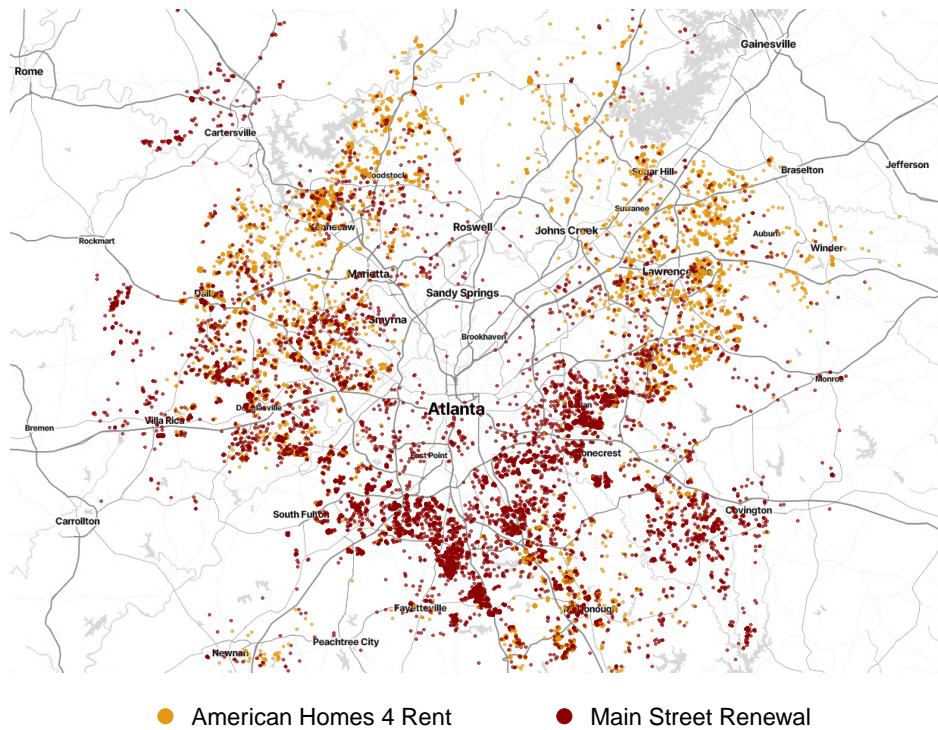 Gainesville
Rome
Cartersville
Jefferson
Braselton
Sugar Hill
Woodstock
Suwanee
Kennesaw
Roswell
Johns Creek
Auburn
Rockmart
Winder
Marietta
Lawrence
Dallas
Sandy Springs
Smyrna
Brookhaven
Monroe
Douglasville
Atlanta
Villa Rica
Bremen
East Point
Stonecrest
Carrollton
South Fulton
Covington
Fayetteville
McDonough
Peachtree City
Newnan
American Homes 4 Rent
Main Street Renewal